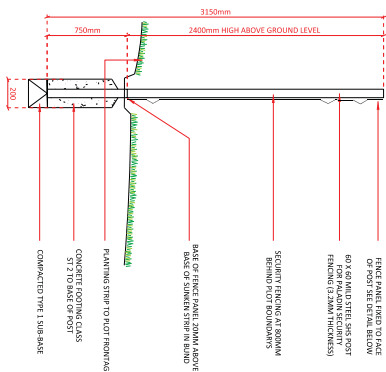 3150mm
750mm
2400mm HIGH ABOVE GROUND LEVEL
200
FENCE PANEL FIXED TO FACE
OF POST SEE DETAIL BELOW
60 X 60 MILD STEEL SHS POST
FOR PALADIN SECURITY
FENCING (3.2MM THICKNESS)
SECURITY FENCING AT 800MM
BEHIND PLOT BOUNDARYS
BASE OF FENCE PANEL 20MM ABOVE
BASE OF SUNKEN STRIP IN BUND
PLANTING STRIP TO PLOT FRONTAG
CONCRETE FOOTING CLASS
ST 2 TO BASE OF POST
COMPACTED TYPE 1 SUB-BASE